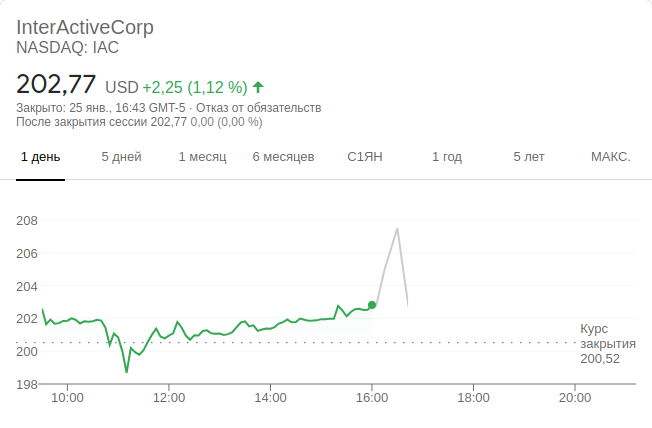 InterActiveCorp
NASDAQ: IAC
202,77 USD +2,25 (1,12 %)
Закрыто: 25 янв., 16:43 GMT-5 · Отказ от обязательств
После закрытия сессии 202,77 0,00 (0,00 %)
1 день 5 дней 1 месяц 6 месяцев С1ЯН 1 год 5 лет МАКС.
208
206
204
202
200
198
Курс
закрытия
200,52
10:00 12:00 14:00 16:00 18:00 20:00